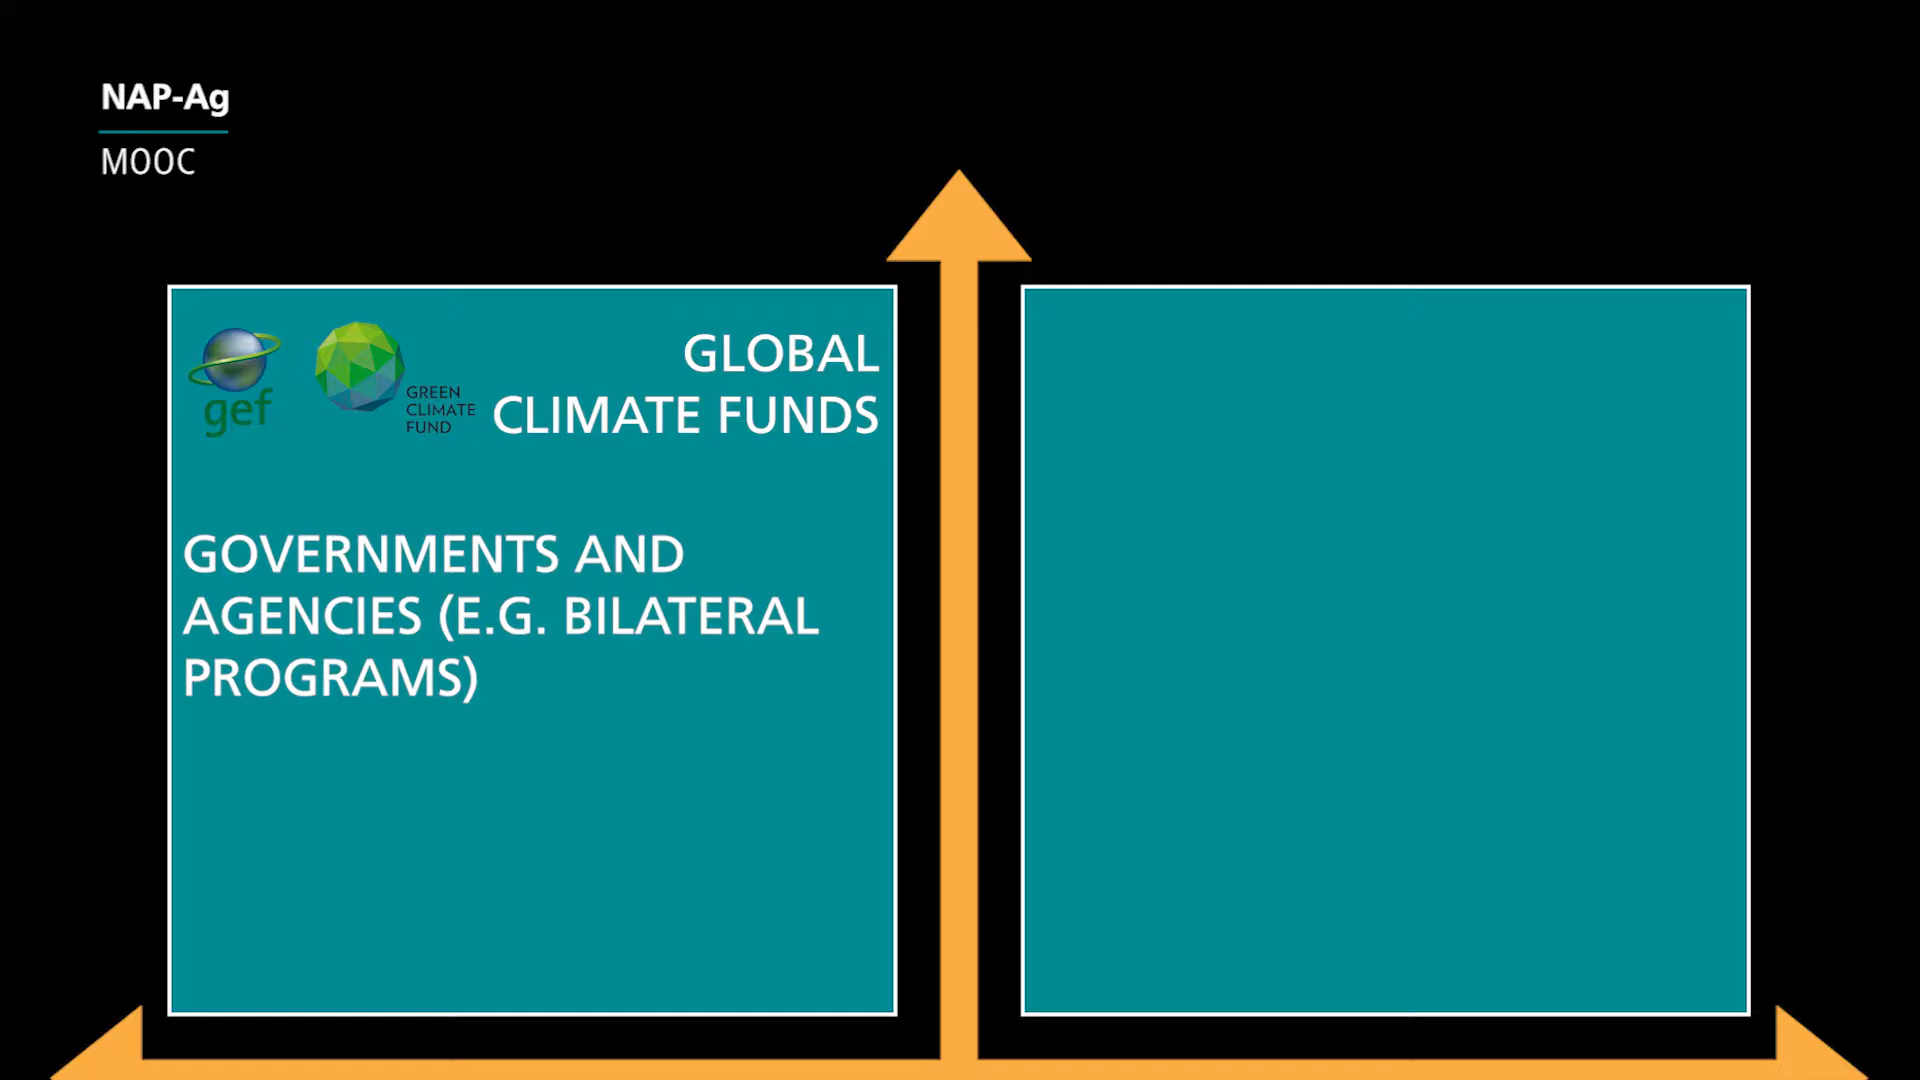 NAP-Ag
MOOC
gef
GREEN
CLIMATE
FUND
GLOBAL
CLIMATE FUNDS
GOVERNMENTS AND
AGENCIES (E.G. BILATERAL
PROGRAMS)